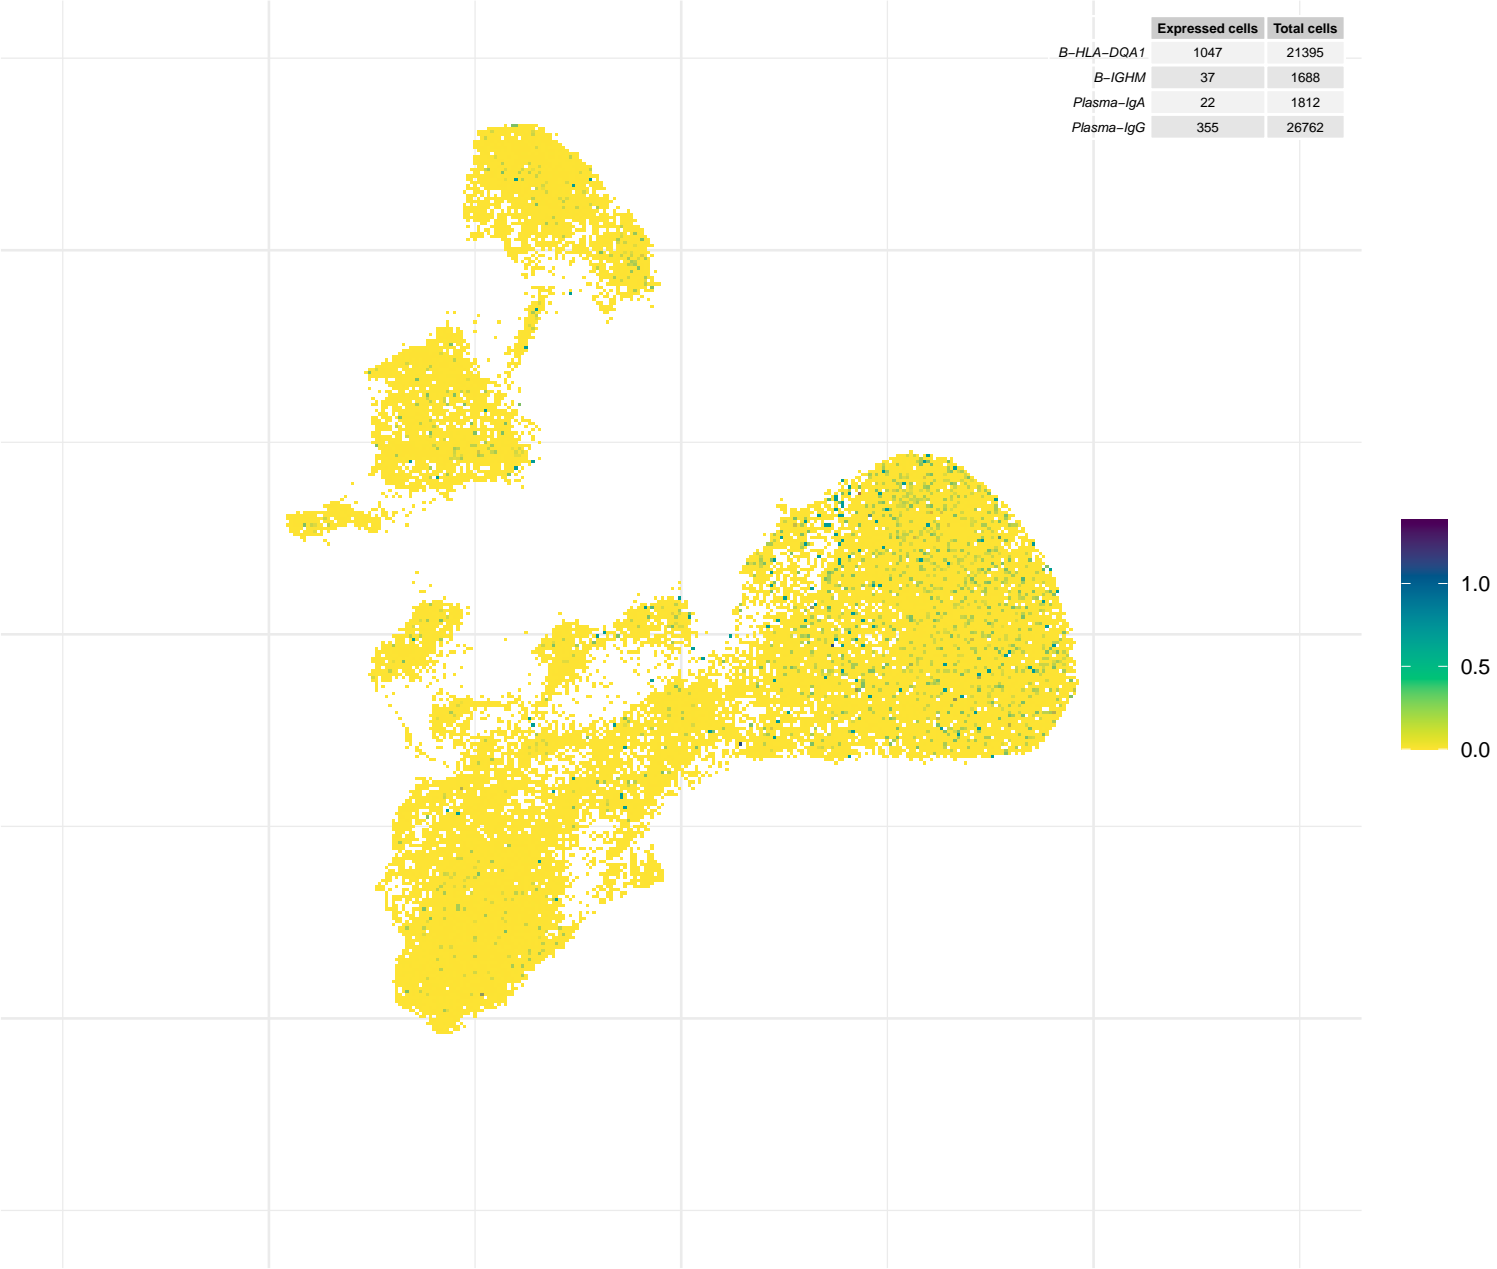 Expressed cells Total cells
B−HLA−DQA1 1047 21395
B−IGHM 37 1688
Plasma−IgA 22 1812
Plasma−IgG 355 26762
1.0
0.5
0.0